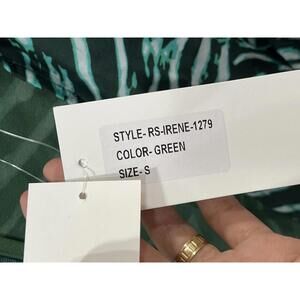 STYLE- RS-IRENE-1279
COLOR- GREEN
SIZE- S